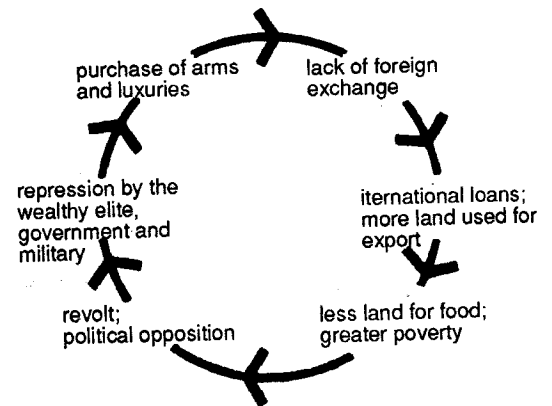 purchase of arms
and luxuries
lack of foreign
exchange
iternational loans;
more land used for
export
less land for food;
greater poverty
revolt;
political opposition
repression by the
wealthy elite,
government and
military